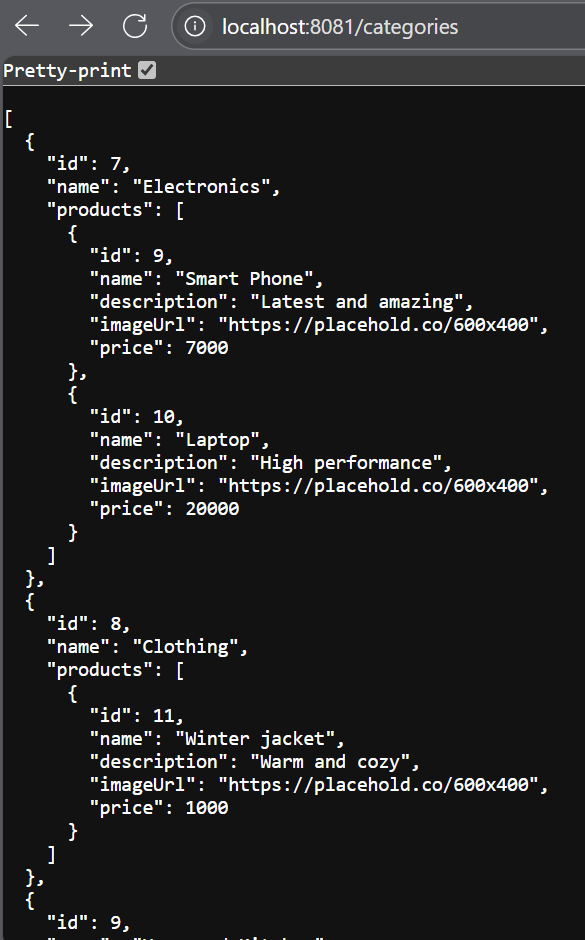 localhost:8081/categories
Pretty-print
[
  {
    "id": 7,
    "name": "Electronics",
    "products": [
      {
        "id": 9,
        "name": "Smart Phone",
        "description": "Latest and amazing",
        "imageUrl": "https://placehold.co/600x400",
        "price": 7000
      },
      {
        "id": 10,
        "name": "Laptop",
        "description": "High performance",
        "imageUrl": "https://placehold.co/600x400",
        "price": 20000
      }
    ]
  },
  {
    "id": 8,
    "name": "Clothing",
    "products": [
      {
        "id": 11,
        "name": "Winter jacket",
        "description": "Warm and cozy",
        "imageUrl": "https://placehold.co/600x400",
        "price": 1000
      }
    ]
  },
  {
    "id": 9,